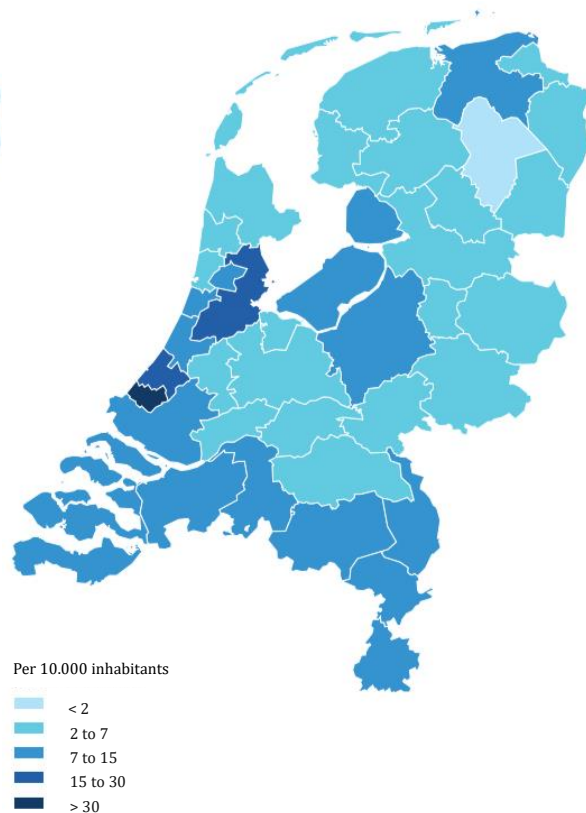 Per 10.000 inhabitants
< 2
2 to 7
7 to 15
15 to 30
> 30